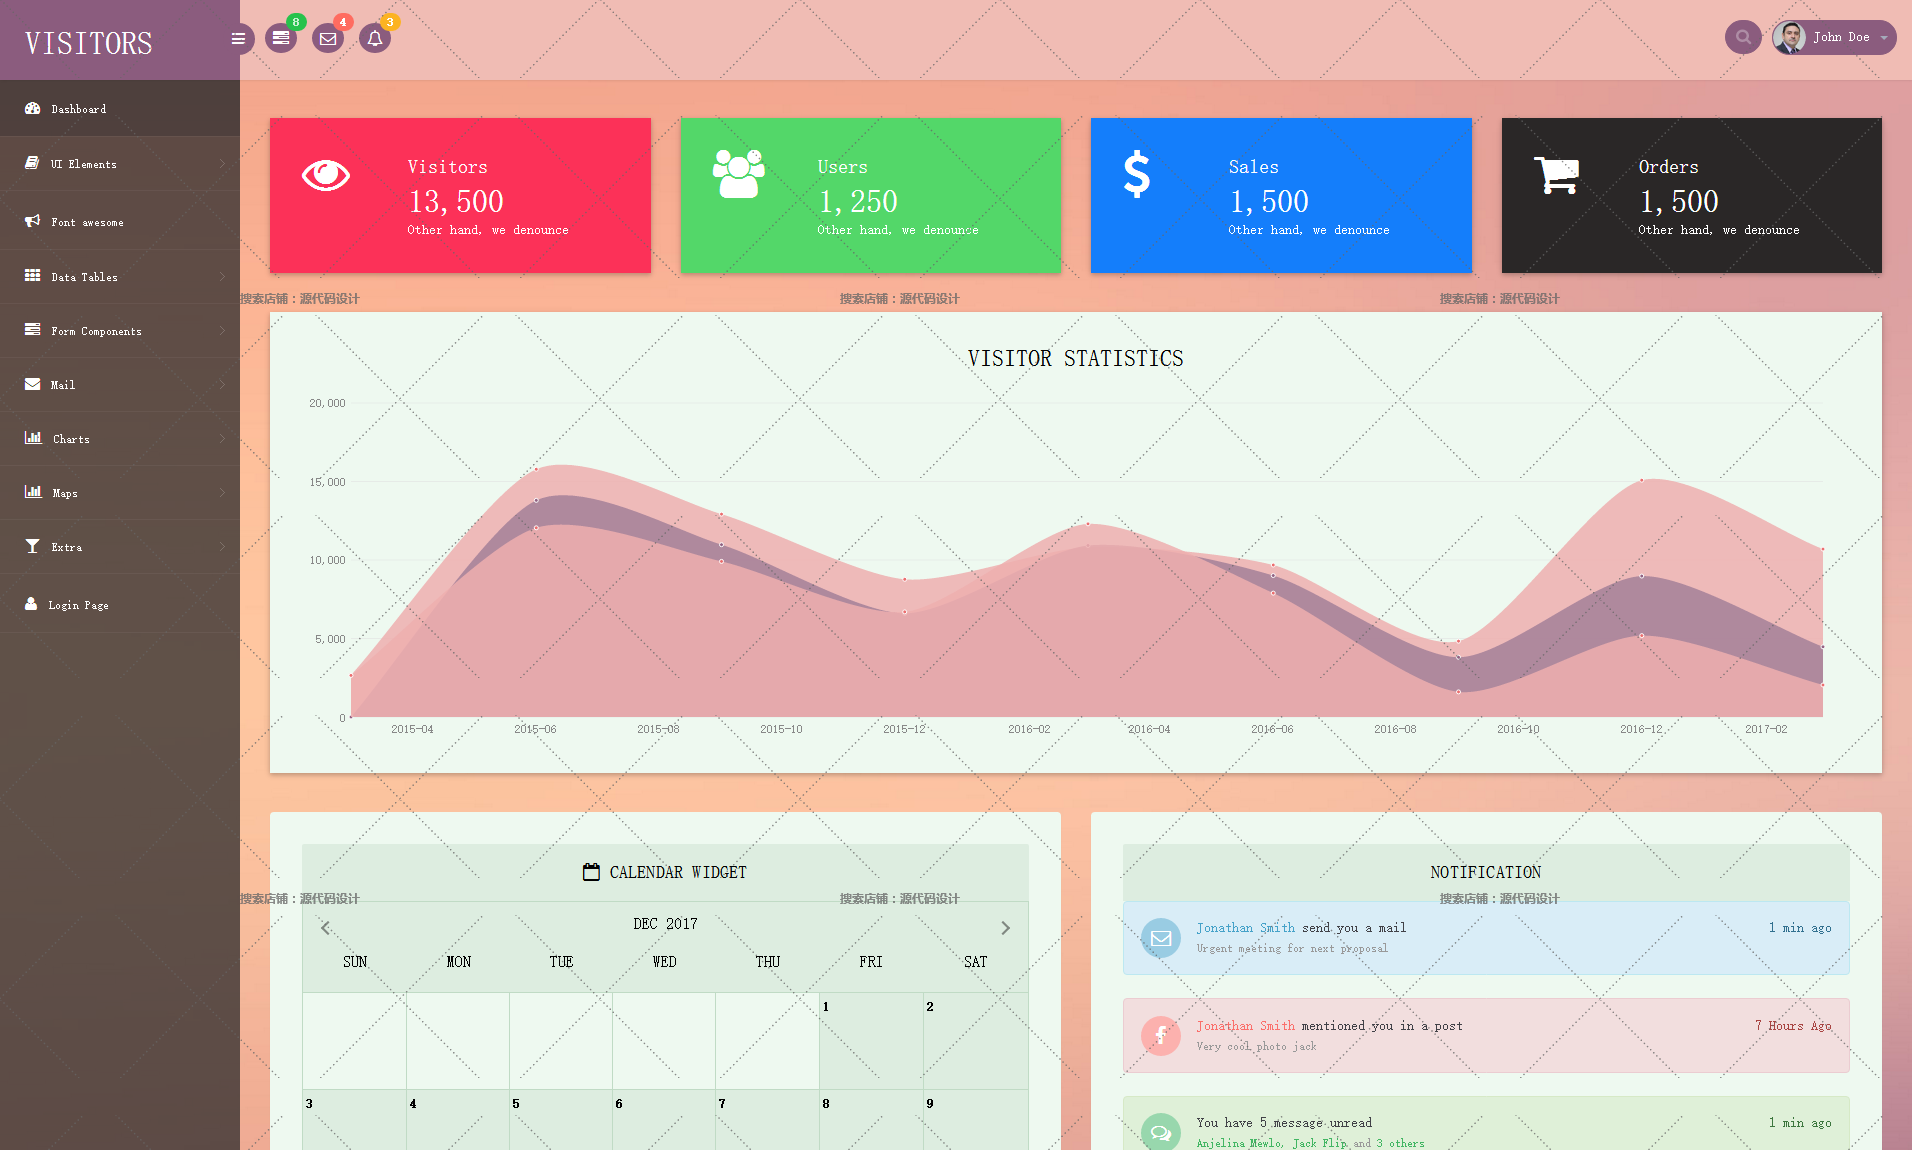 VISITORS
8
4
3
John Doe
Dashboard
UI Elements
Font awesome
Data Tables
Form Components
Mail
Charts
Maps
Extra
Login Page
Visitors
13,500
Other hand, we denounce
Users
1,250
Other hand, we denounce
Sales
1,500
Other hand, we denounce
Orders
1,500
Other hand, we denounce
搜索店铺：源代码设计
搜索店铺：源代码设计
搜索店铺：源代码设计
VISITOR STATISTICS
20,000
15,000
10,000
5,000
0
2015-04 2015-06 2015-08 2015-10 2015-12 2016-02 2016-04 2016-06 2016-08 2016-10 2016-12 2017-02
CALENDAR WIDGET
搜索店铺：源代码设计
搜索店铺：源代码设计
DEC 2017
SUN MON TUE WED THU FRI SAT
1 2
3 4 5 6 7 8 9
NOTIFICATION
搜索店铺：源代码设计
Jonathan Smith send you a mail 1 min ago
Urgent meeting for next proposal
Jonathan Smith mentioned you in a post 7 Hours Ago
Very cool photo jack
You have 5 message unread 1 min ago
Anjelina Mewlo, Jack Flip and 3 others